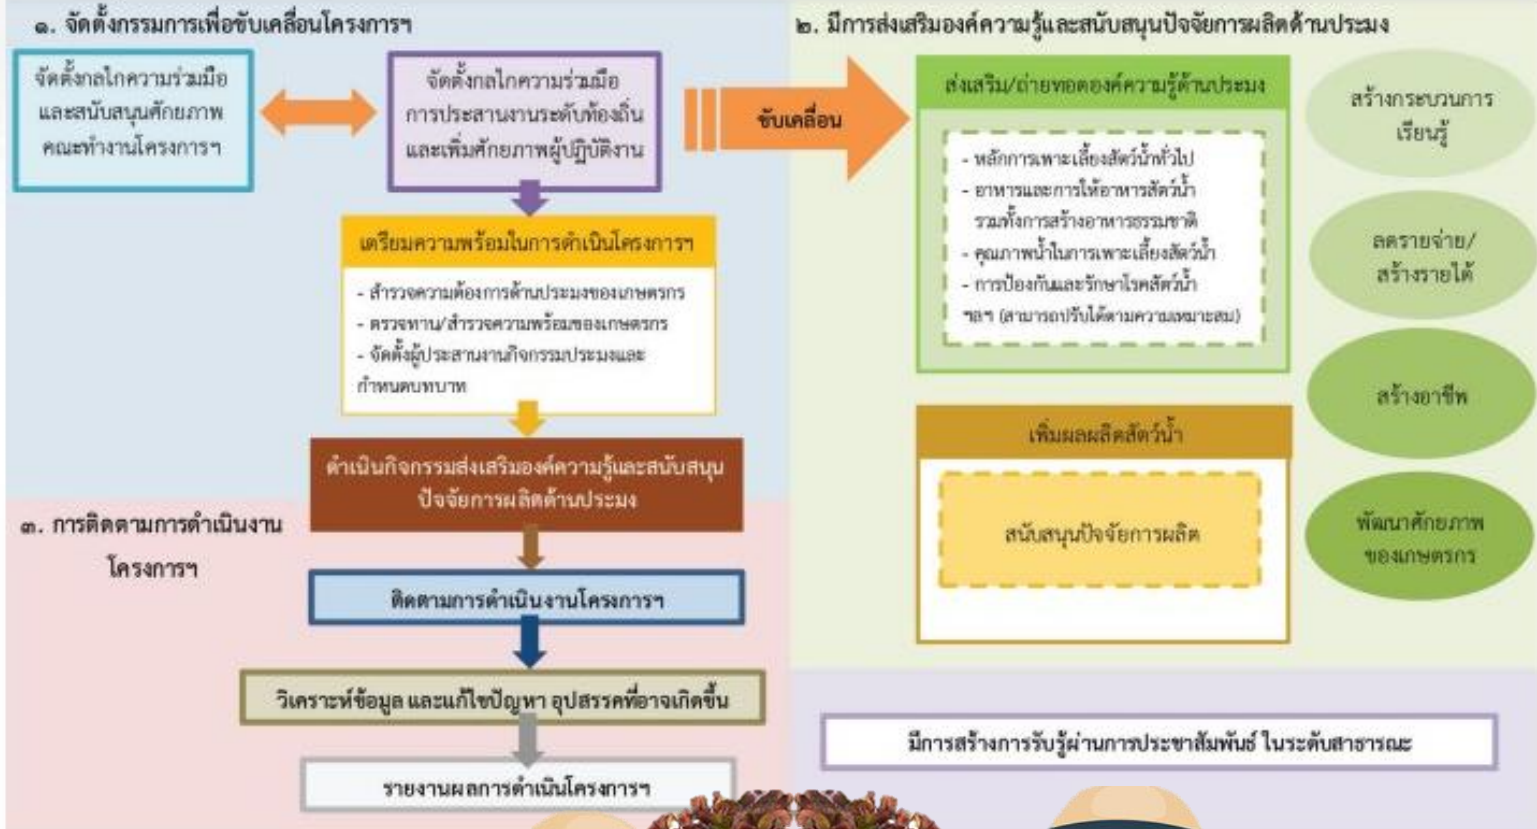 ๑. จัดตั้งกรรมการเพื่อขับเคลื่อนโครงการฯ
จัดตั้งกลไกความร่วมมือ
และสนับสนุนศักยภาพ
คณะทำงานโครงการฯ
จัดตั้งกลไกความร่วมมือ
การประสานงานระดับท้องถิ่น
และเพิ่มศักยภาพผู้ปฏิบัติงาน
ขับเคลื่อน
เตรียมความพร้อมในการดำเนินโครงการฯ
- สำรวจความต้องการด้านประมงของเกษตรกร
- ตรวจทาน/สำรวจความพร้อมของเกษตรกร
- จัดตั้งผู้ประสานงานกิจกรรมประมงและ
กำหนดบทบาท
ดำเนินกิจกรรมส่งเสริมองค์ความรู้และสนับสนุน
ปัจจัยการผลิตด้านประมง
๒. มีการส่งเสริมองค์ความรู้และสนับสนุนปัจจัยการผลิตด้านประมง
ส่งเสริม/ถ่ายทอดองค์ความรู้ด้านประมง
- หลักการเพาะเลี้ยงสัตว์น้ำทั่วไป
- อาหารและการให้อาหารสัตว์น้ำ
รวมทั้งการสร้างอาหารธรรมชาติ
- คุณภาพน้ำในการเพาะเลี้ยงสัตว์น้ำ
- การป้องกันและรักษาโรคสัตว์น้ำ
ฯลฯ (สามารถปรับได้ตามความเหมาะสม)
เพิ่มผลผลิตสัตว์น้ำ
สนับสนุนปัจจัยการผลิต
สร้างกระบวนการ
เรียนรู้
ลดรายจ่าย/
สร้างรายได้
สร้างอาชีพ
พัฒนาศักยภาพ
ของเกษตรกร
๓. การติดตามการดำเนินงาน
โครงการฯ
ติดตามการดำเนินงานโครงการฯ
วิเคราะห์ข้อมูล และแก้ไขปัญหา อุปสรรคที่อาจเกิดขึ้น
รายงานผลการดำเนินโครงการฯ
มีการสร้างการรับรู้ผ่านการประชาสัมพันธ์ ในระดับสาธารณะ